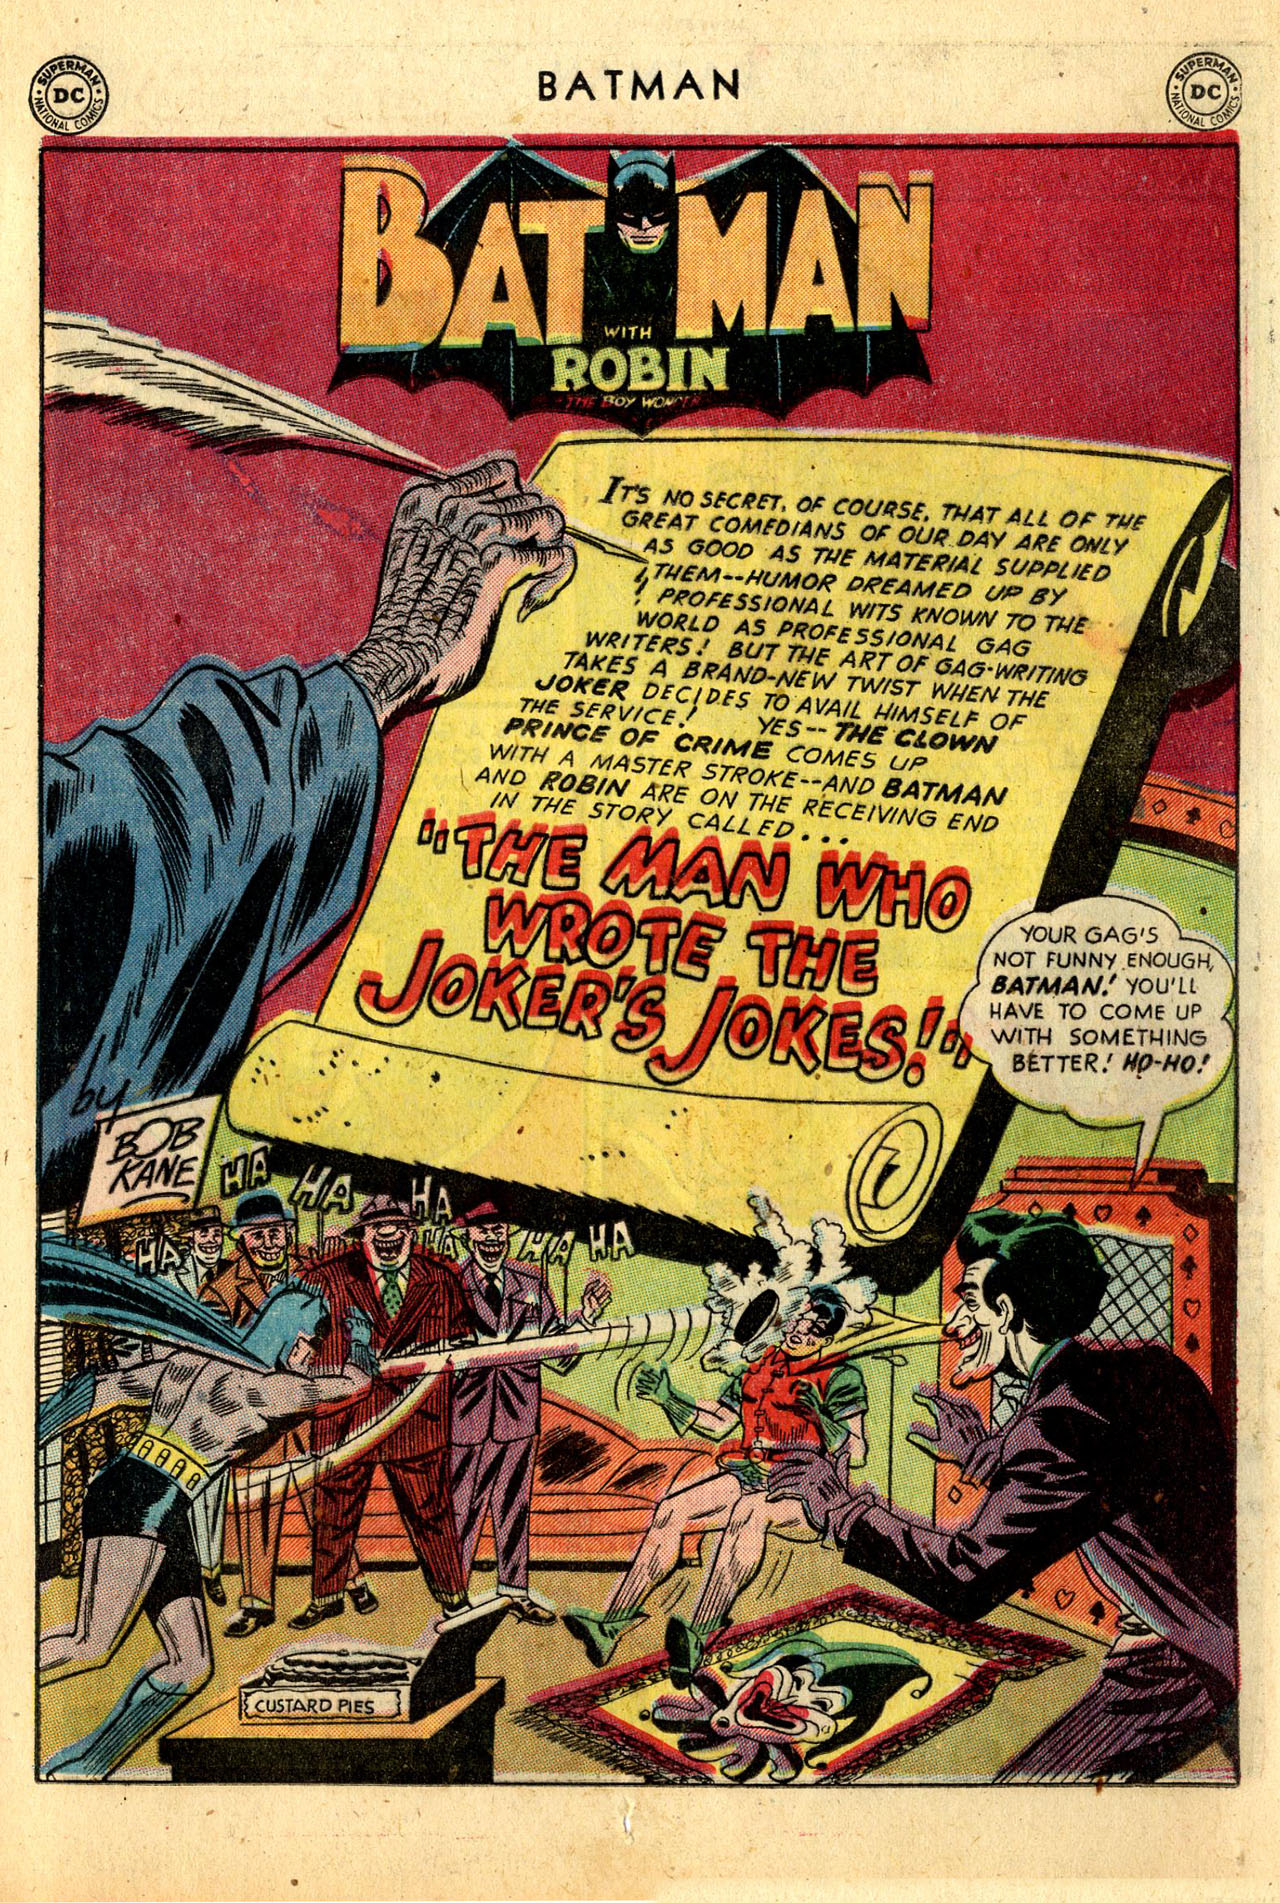 SUPERMAN
DC
NATIONAL COMICS
BATMAN
SUPERMAN
DC
NATIONAL COMICS
BATMAN
WITH
ROBIN
THE BOY WONDER
IT'S NO SECRET, OF COURSE, THAT ALL OF THE
GREAT COMEDIANS OF OUR DAY ARE ONLY
AS GOOD AS THE MATERIAL SUPPLIED
THEM--HUMOR DREAMED UP BY
PROFESSIONAL WITS KNOWN TO THE
WORLD AS PROFESSIONAL GAG
WRITERS! BUT THE ART OF GAG-WRITING
TAKES A BRAND-NEW TWIST WHEN THE
JOKER DECIDES TO AVAIL HIMSELF OF
THE SERVICE! YES--THE CLOWN
PRINCE OF CRIME COMES UP
WITH A MASTER STROKE--AND BATMAN
AND ROBIN ARE ON THE RECEIVING END
IN THE STORY CALLED...
"THE MAN WHO
WROTE THE
JOKER'S JOKES!"
YOUR GAG'S
NOT FUNNY ENOUGH,
BATMAN! YOU'LL
HAVE TO COME UP
WITH SOMETHING
BETTER! HO-HO!
by
BOB
KANE
HA
HA
HA
HA
HA
HA
HA
HA
CUSTARD PIES